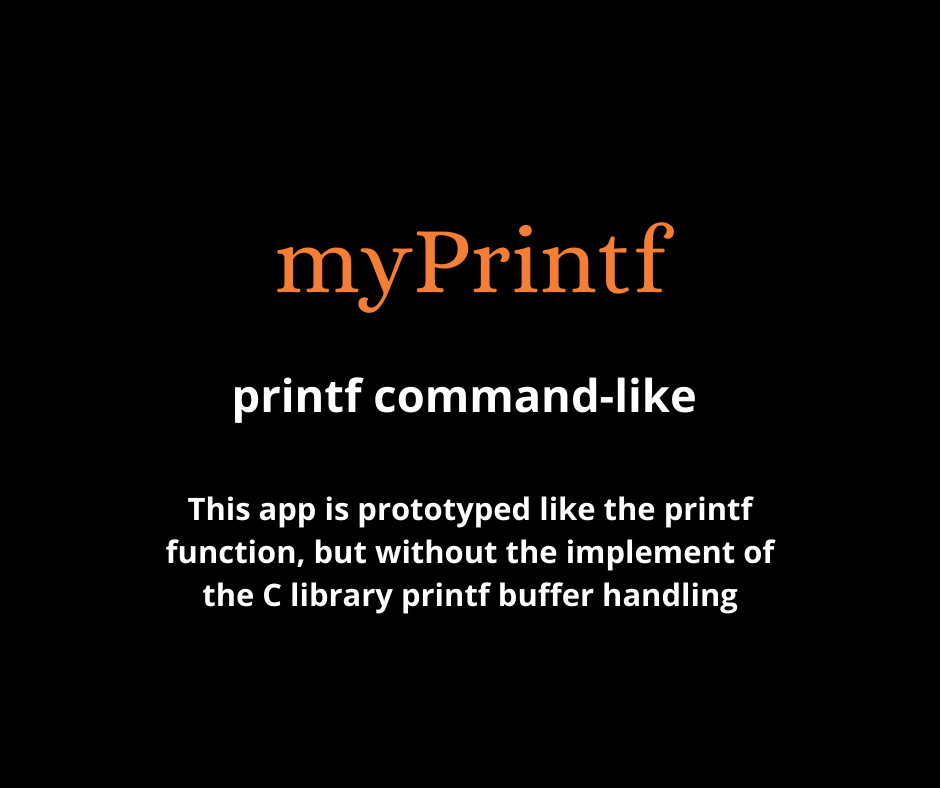 myPrintf
printf command-like
This app is prototyped like the printf
function, but without the implement of
the C library printf buffer handling